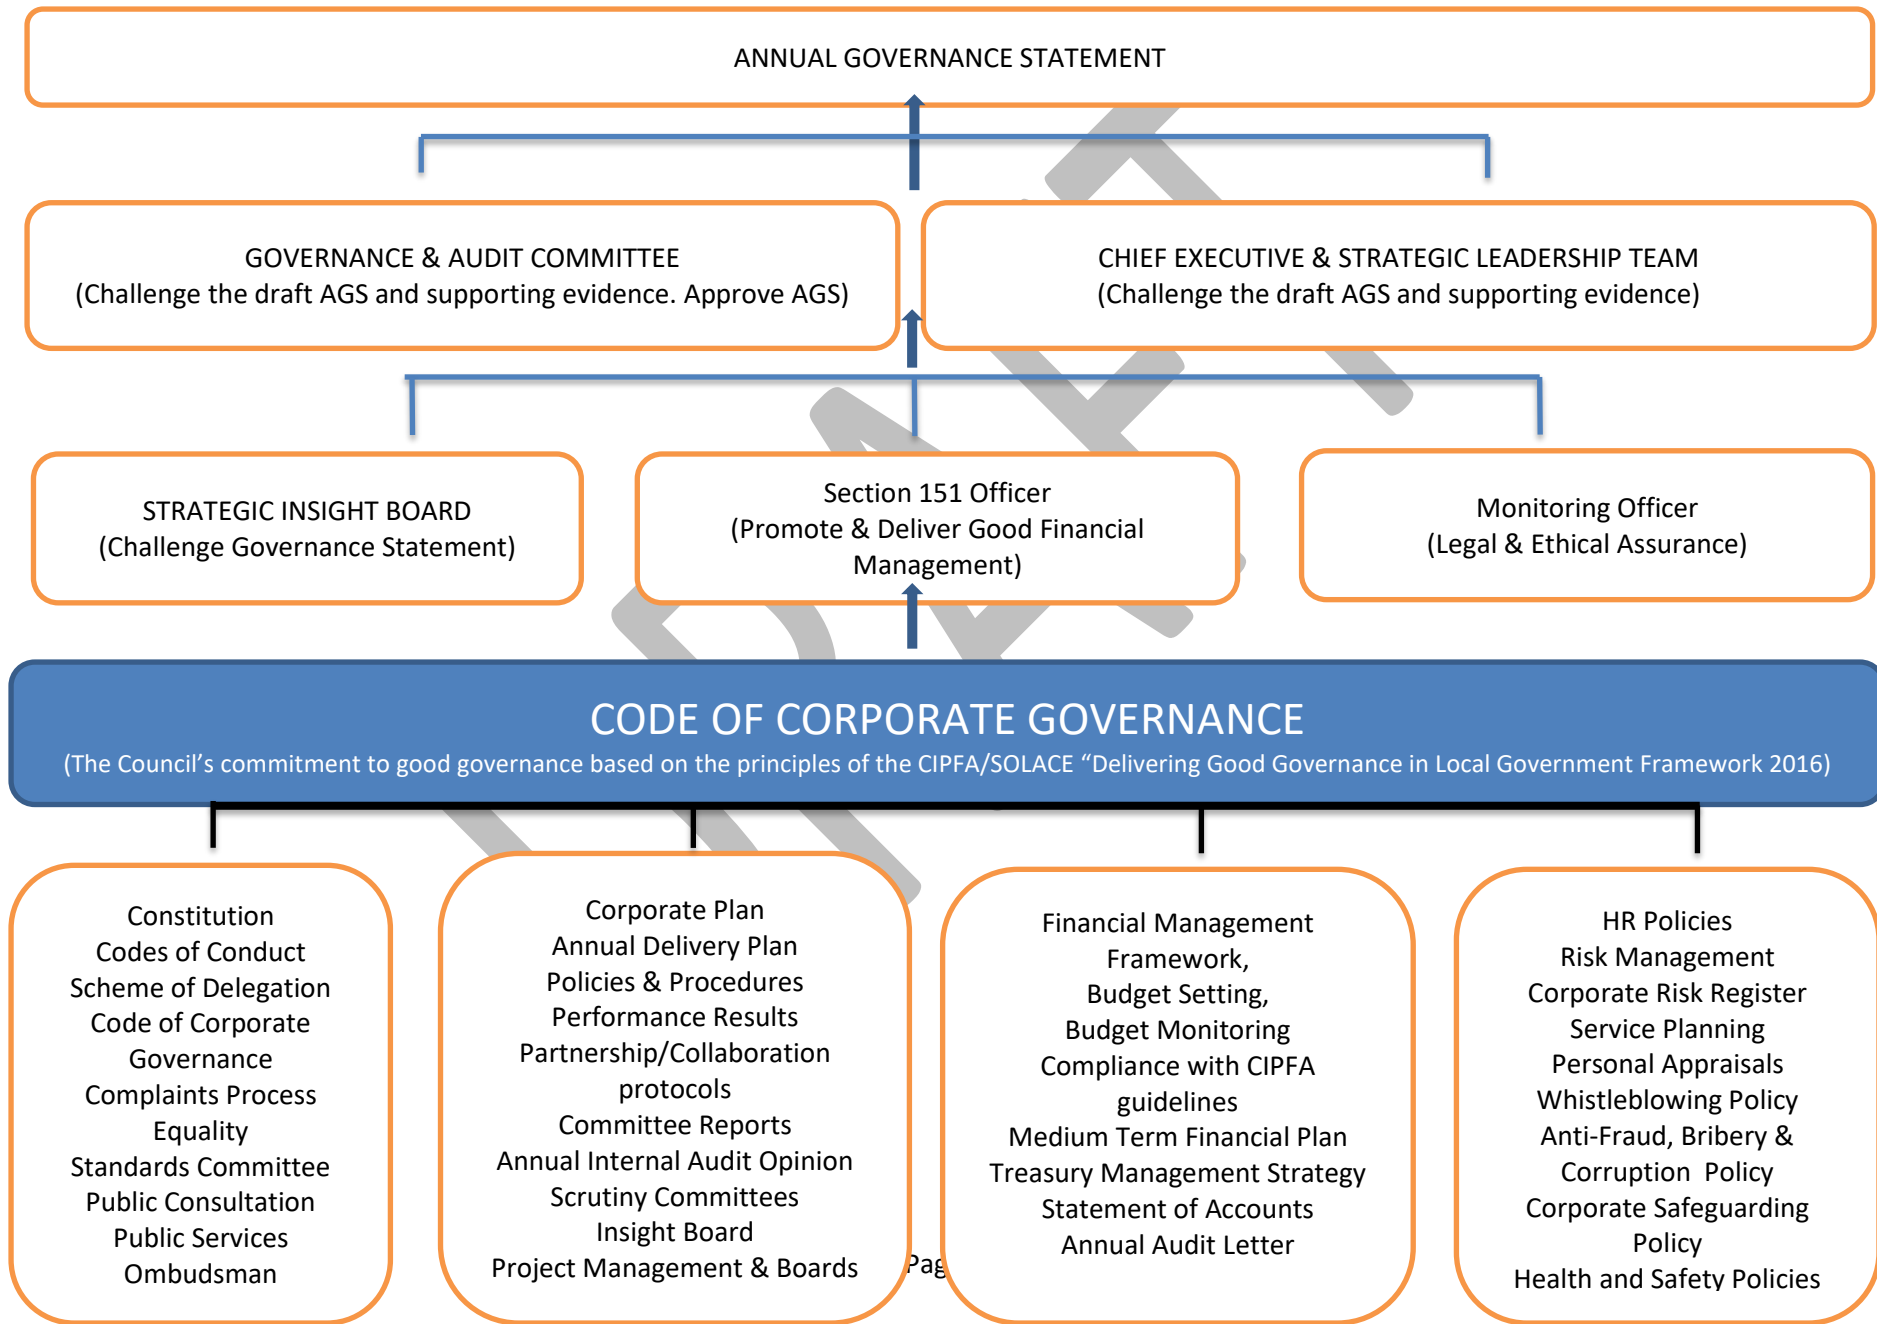 ANNUAL GOVERNANCE STATEMENT
GOVERNANCE & AUDIT COMMITTEE
(Challenge the draft AGS and supporting evidence. Approve AGS)
CHIEF EXECUTIVE & STRATEGIC LEADERSHIP TEAM
(Challenge the draft AGS and supporting evidence)
STRATEGIC INSIGHT BOARD
(Challenge Governance Statement)
Section 151 Officer
(Promote & Deliver Good Financial
Management)
Monitoring Officer
(Legal & Ethical Assurance)
CODE OF CORPORATE GOVERNANCE
(The Council’s commitment to good governance based on the principles of the CIPFA/SOLACE “Delivering Good Governance in Local Government Framework 2016)
Constitution
Codes of Conduct
Scheme of Delegation
Code of Corporate
Governance
Complaints Process
Equality
Standards Committee
Public Consultation
Public Services
Ombudsman
Corporate Plan
Annual Delivery Plan
Policies & Procedures
Performance Results
Partnership/Collaboration
protocols
Committee Reports
Annual Internal Audit Opinion
Scrutiny Committees
Insight Board
Project Management & Boards
Financial Management
Framework,
Budget Setting,
Budget Monitoring
Compliance with CIPFA
guidelines
Medium Term Financial Plan
Treasury Management Strategy
Statement of Accounts
Annual Audit Letter
HR Policies
Risk Management
Corporate Risk Register
Service Planning
Personal Appraisals
Whistleblowing Policy
Anti-Fraud, Bribery &
Corruption  Policy
Corporate Safeguarding
Policy
Health and Safety Policies
DRAFT